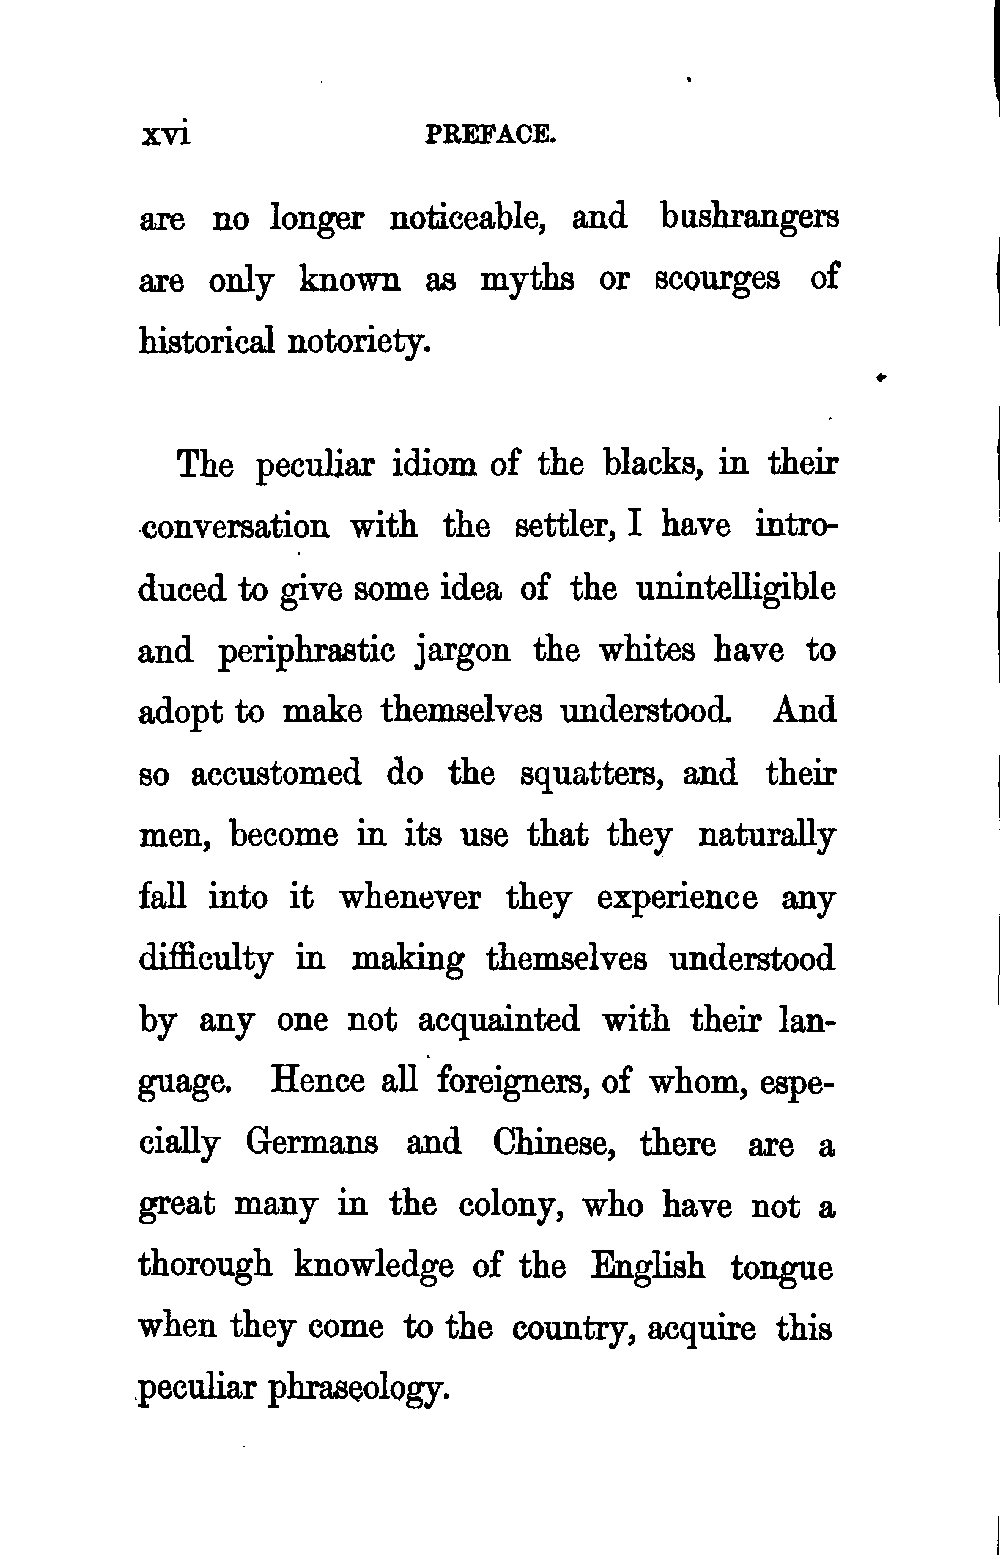 xvi PREFACE.
are no longer noticeable, and bushrangers
are only known as myths or scourges of
historical notoriety.
The peculiar idiom of the blacks, in their
conversation with the settler, I have intro-
duced to give some idea of the unintelligible
and periphrastic jargon the whites have to
adopt to make themselves understood. And
so accustomed do the squatters, and their
men, become in its use that they naturally
fall into it whenever they experience any
difficulty in making themselves understood
by any one not acquainted with their lan-
guage. Hence all foreigners, of whom, espe-
cially Germans and Chinese, there are a
great many in the colony, who have not a
thorough knowledge of the English tongue
when they come to the country, acquire this
peculiar phraseology.